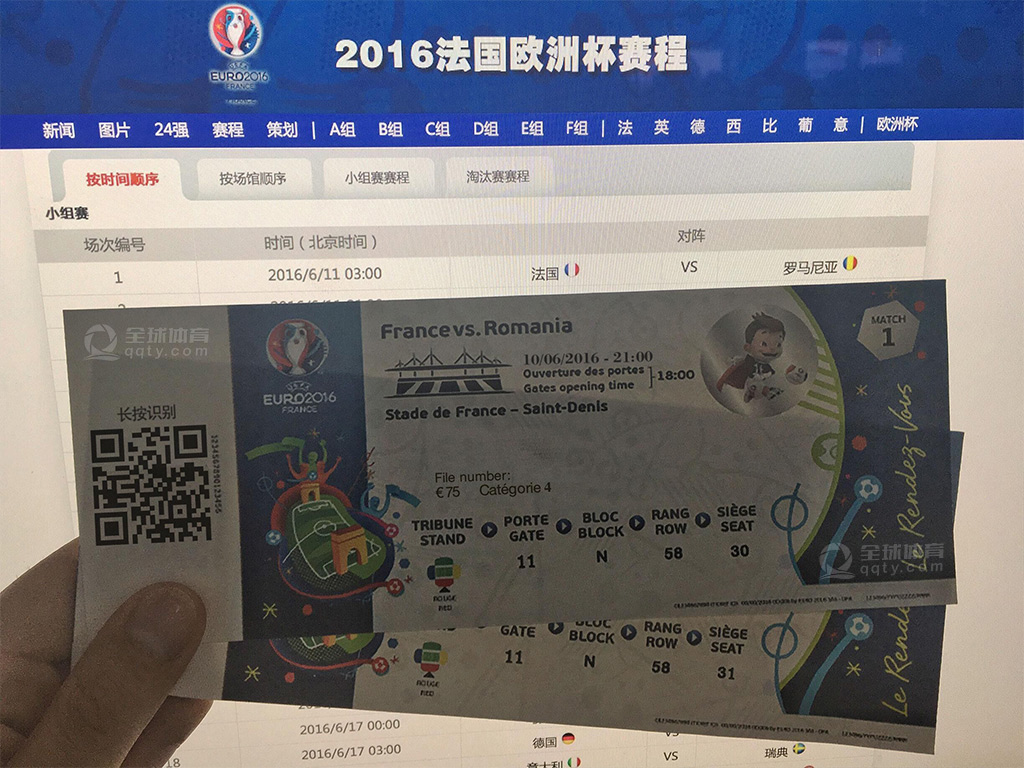 UEFA
EURO2016
FRANCE
2016法国欧洲杯赛程
新闻 图片 24强 赛程 策划 | A组 B组 C组 D组 E组 F组 | 法 英 德 西 比 葡 意 | 欧洲杯
按时间顺序 按场馆顺序 小组赛赛程 淘汰赛赛程
小组赛
场次编号 时间（北京时间） 对阵
1 2016/6/11 03:00 法国 VS 罗马尼亚
全球体育
qqty.com
长按识别
1234567890123456
UEFA
EURO2016
FRANCE
France vs. Romania
10/06/2016 - 21:00
Ouverture des portes
Gates opening time
18:00
Stade de France – Saint-Denis
MATCH
1
File number:
€75 Catégorie 4
TRIBUNE
STAND
PORTE
GATE
11
BLOC
BLOCK
N
RANG
ROW
58
SIÈGE
SEAT
30
ROUGE
RED
Le Rendez-Vous
全球体育
qqty.com
GATE
11
BLOC
BLOCK
N
RANG
ROW
58
SIÈGE
SEAT
31
ROUGE
RED
Le Rende
2016/6/17 00:00
18 2016/6/17 03:00 德国 VS 瑞典
意大利